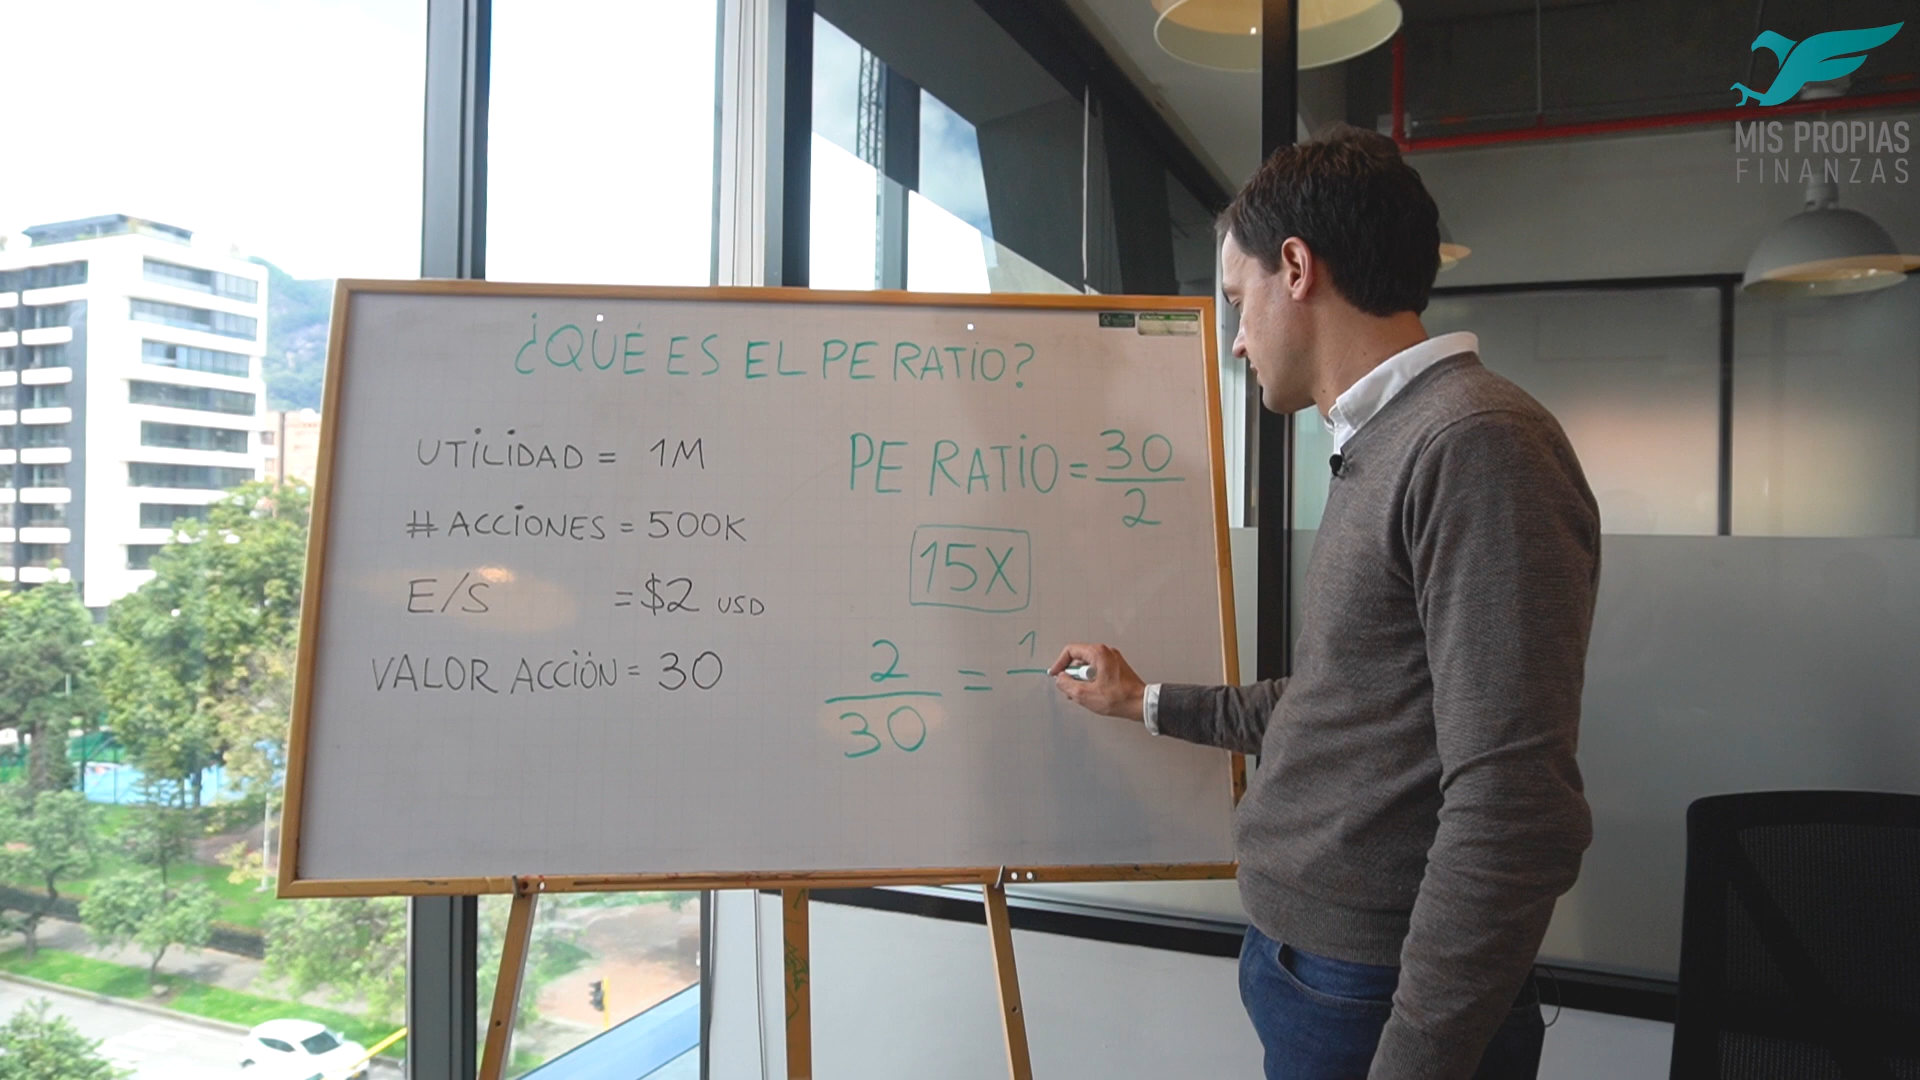 MIS PROPIAS
FINANZAS
¿QUÉ ES EL PE RATIO?
UTILIDAD = 1M
#ACCIONES = 500K
E/S = $2 USD
VALOR ACCIÓN = 30
PE RATIO = 30
2
15X
2
30
= 1